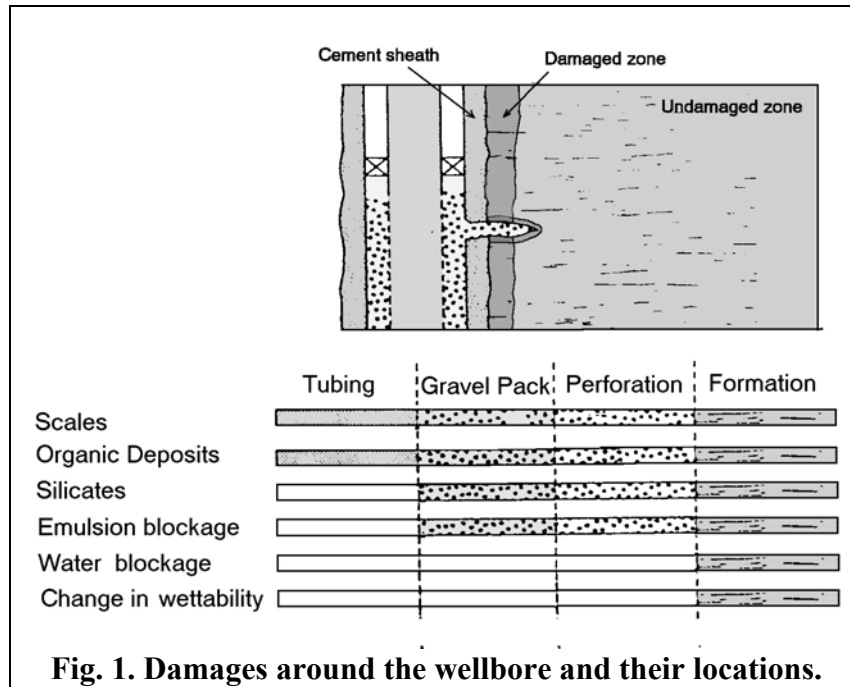 Cement sheath
Damaged zone
Undamaged zone
Tubing Gravel Pack Perforation Formation
Scales
Organic Deposits
Silicates
Emulsion blockage
Water blockage
Change in wettability
Fig. 1. Damages around the wellbore and their locations.